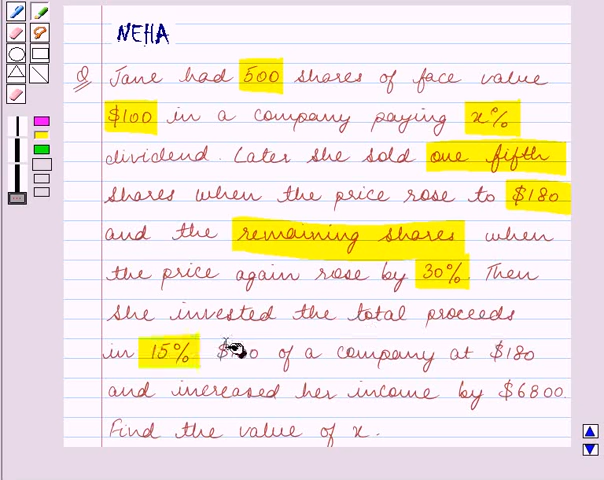 NEHA
Q Jane had 500 shares of face value
$100 in a company paying x%
dividend. Later she sold one fifth
shares when the price rose to $180
and the remaining shares when
the price again rose by 30%. Then
she invested the total proceeds
in 15% of a company at $180
and increased her income by $6800.
Find the value of x.